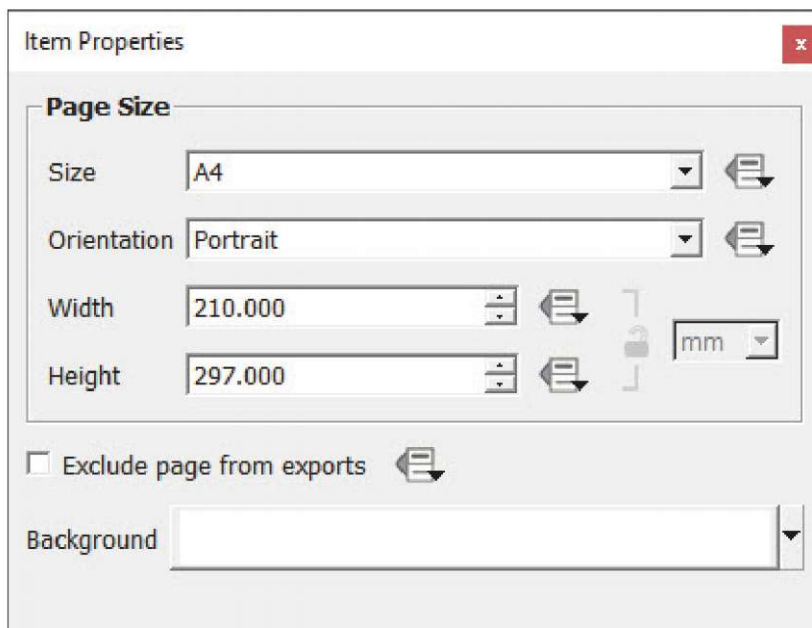 Item Properties
x
Page Size
Size A4
Orientation Portrait
Width 210.000
mm
Height 297.000
Exclude page from exports
Background